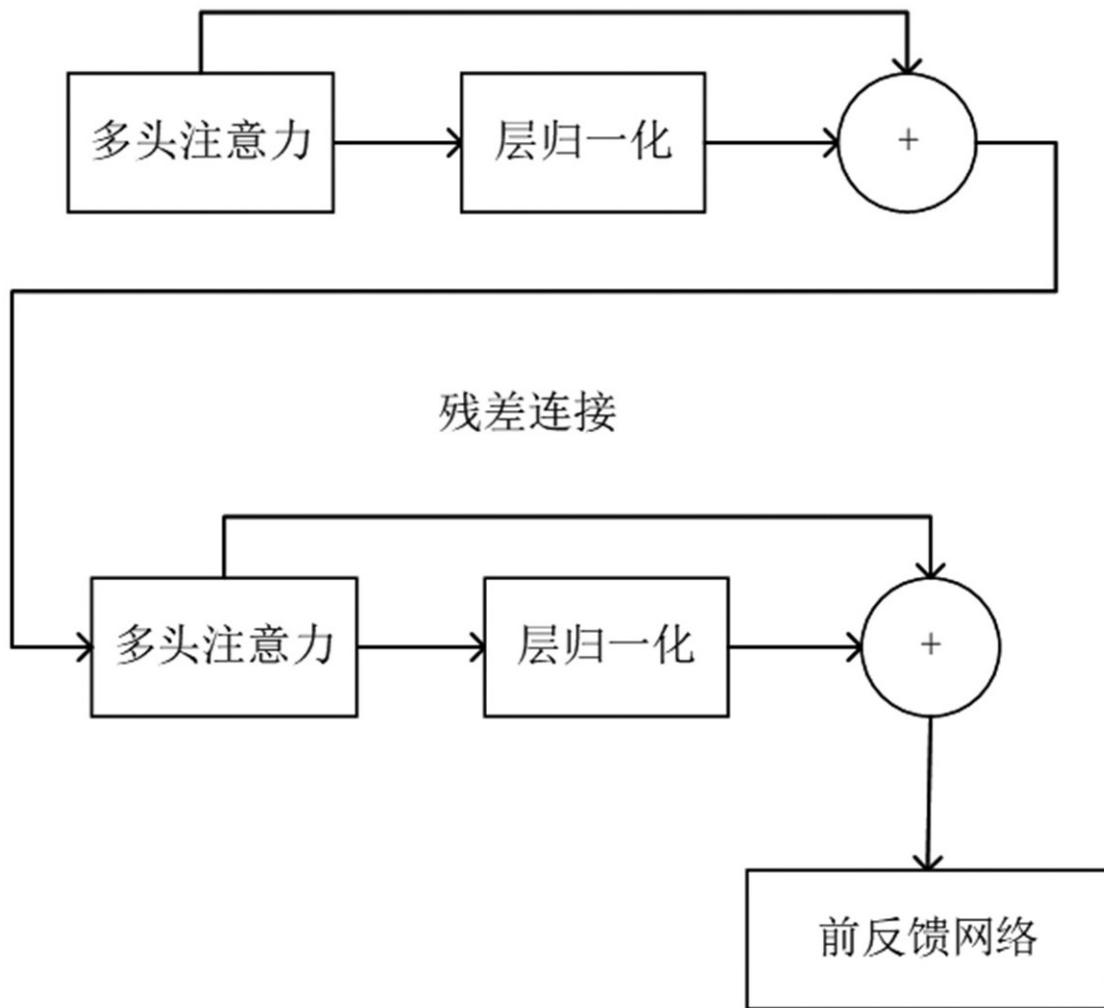 多头注意力
层归一化
+
残差连接
多头注意力
层归一化
+
前反馈网络